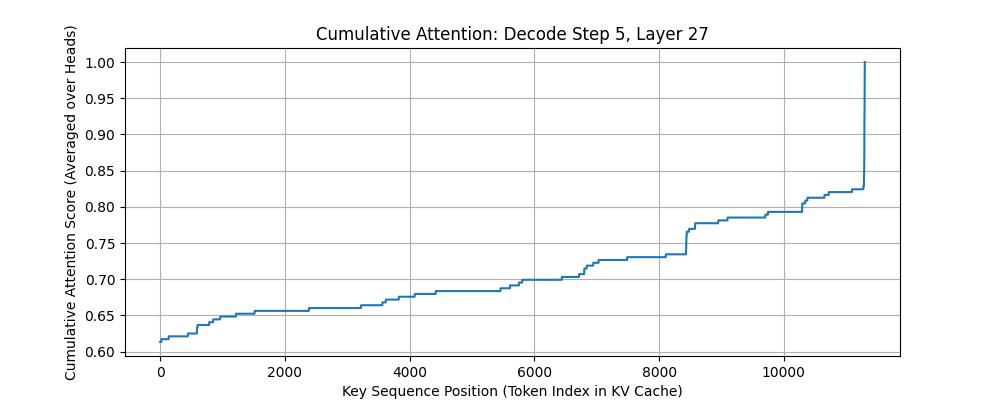 Cumulative Attention: Decode Step 5, Layer 27
Cumulative Attention Score (Averaged over Heads)
1.00
0.95
0.90
0.85
0.80
0.75
0.70
0.65
0.60
0 2000 4000 6000 8000 10000
Key Sequence Position (Token Index in KV Cache)